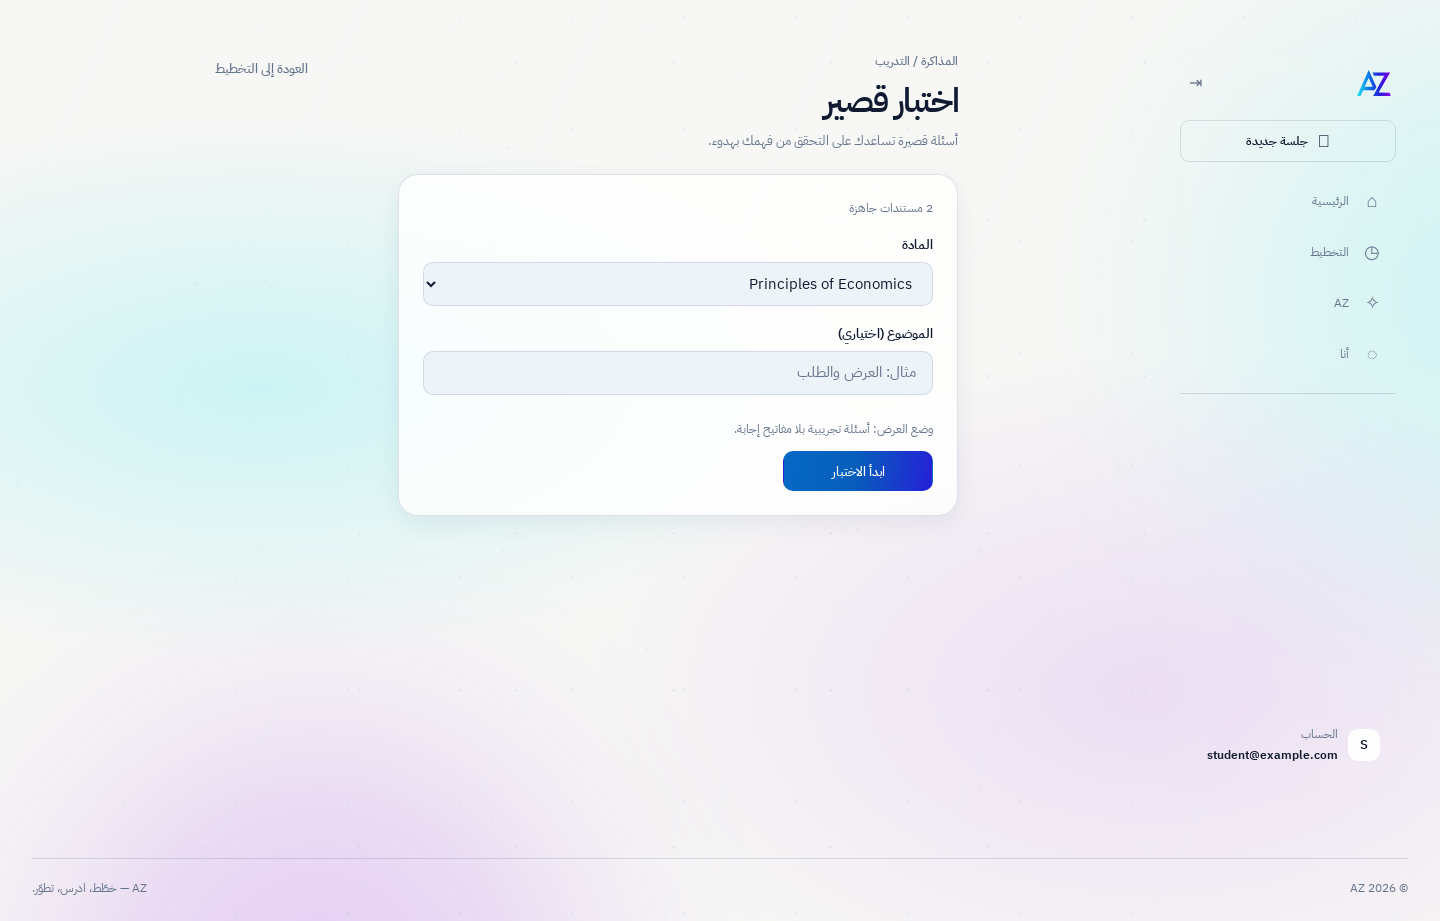 AZ
جلسة جديدة
الرئيسية
التخطيط
AZ
أنا
الحساب
S
student@example.com
المذاكرة / التدريب
العودة إلى التخطيط
اختبار قصير
أسئلة قصيرة تساعدك على التحقق من فهمك بهدوء.
2 مستندات جاهزة
المادة
Principles of Economics
الموضوع (اختياري)
مثال: العرض والطلب
وضع العرض: أسئلة تجريبية بلا مفاتيح إجابة.
ابدأ الاختبار
© 2026 AZ
AZ — خطّط، ادرس، تطوّر.